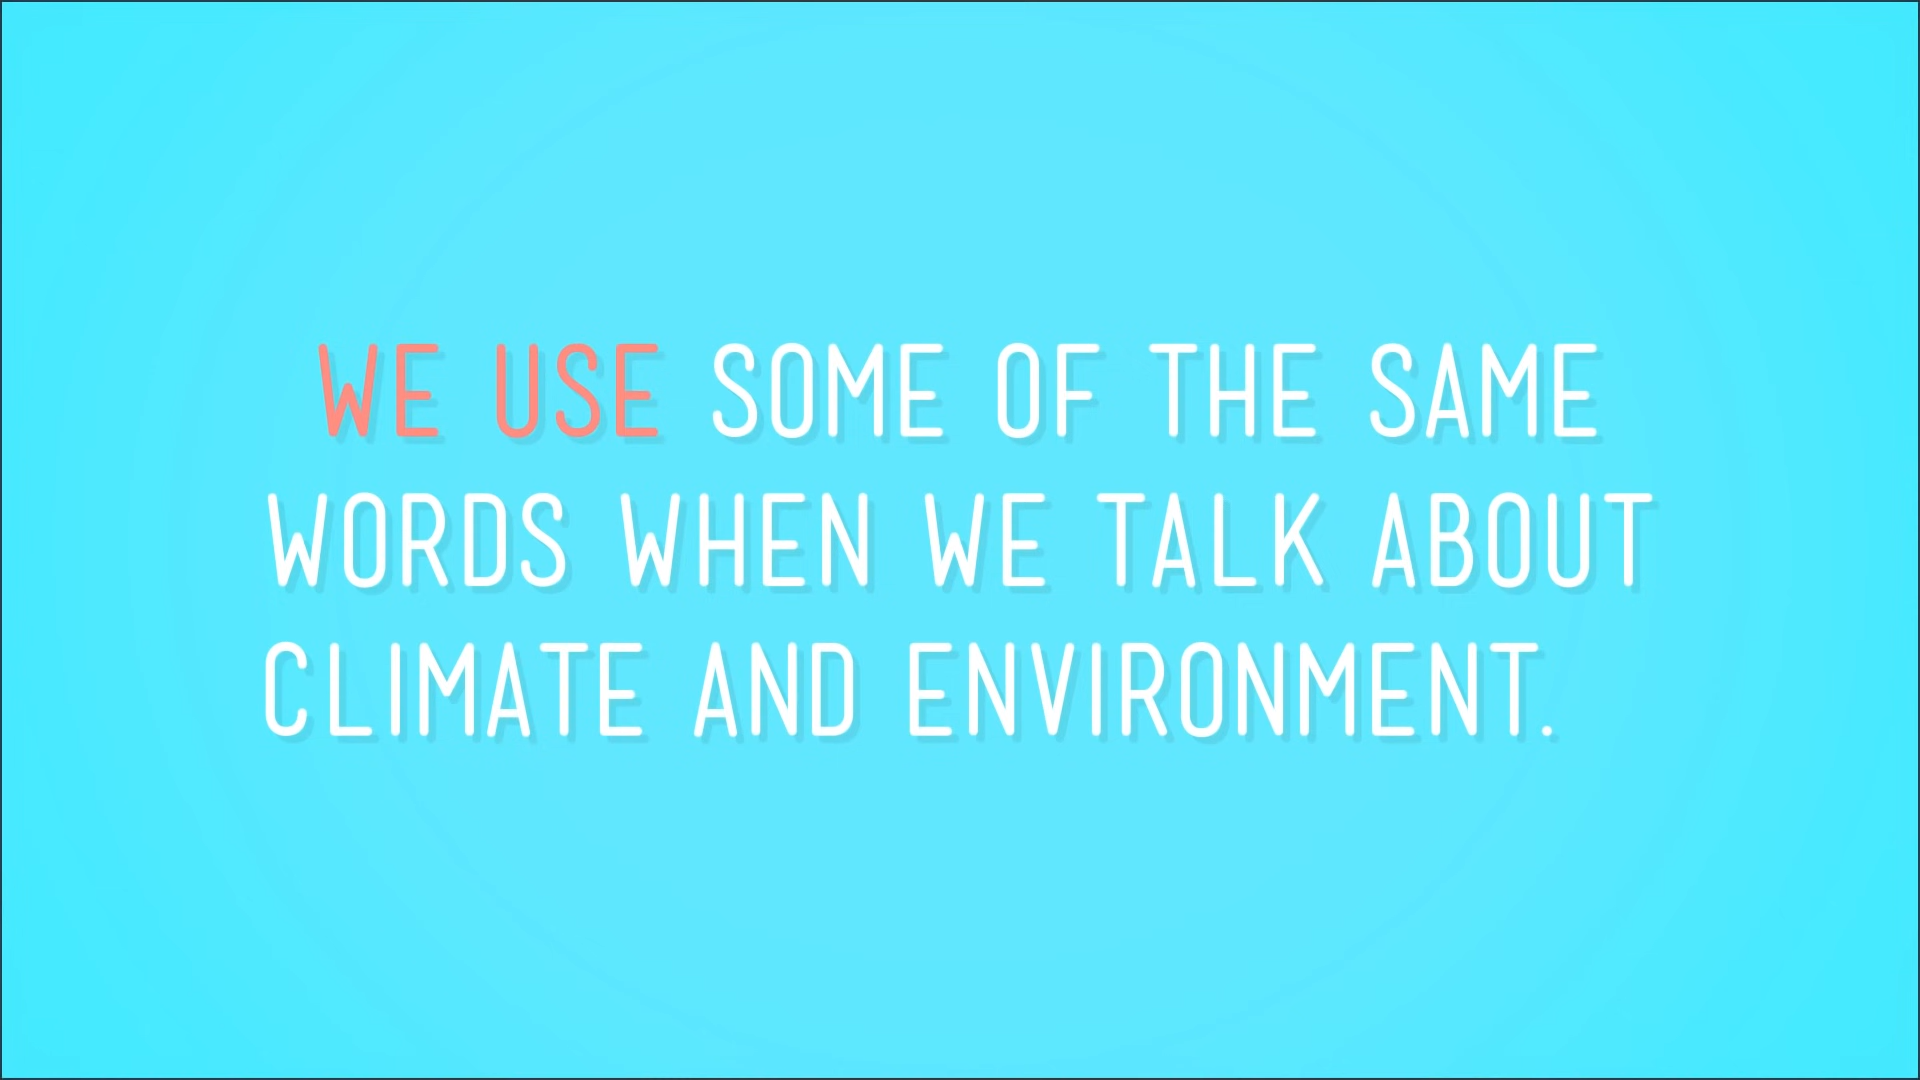 WE USE SOME OF THE SAME
WORDS WHEN WE TALK ABOUT
CLIMATE AND ENVIRONMENT.